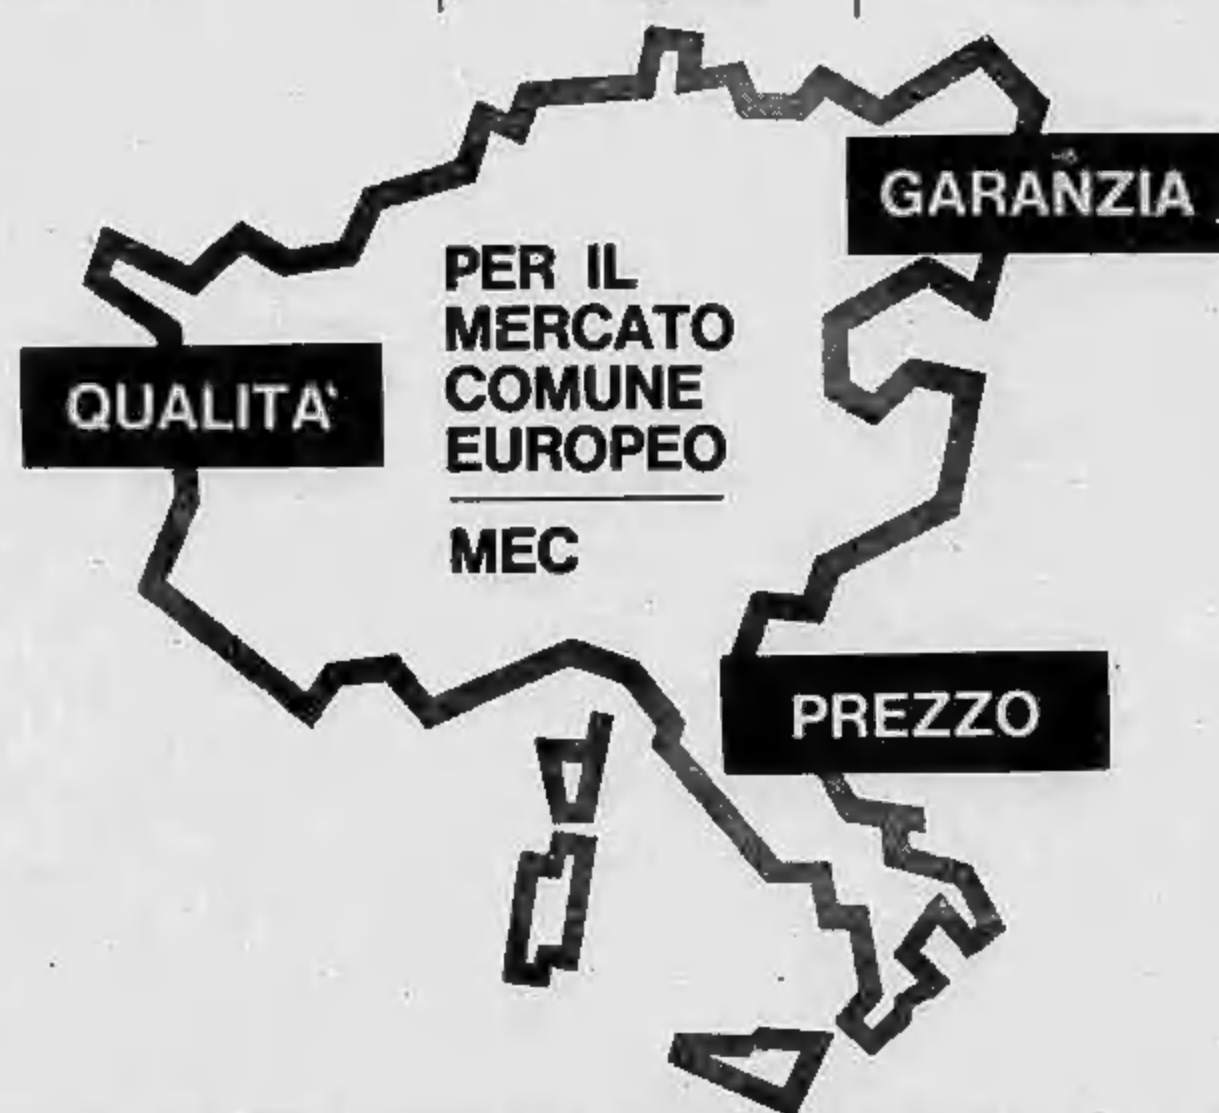 GARANZIA
PER IL
MERCATO
COMUNE
EUROPEO
QUALITA'
MEC
PREZZO